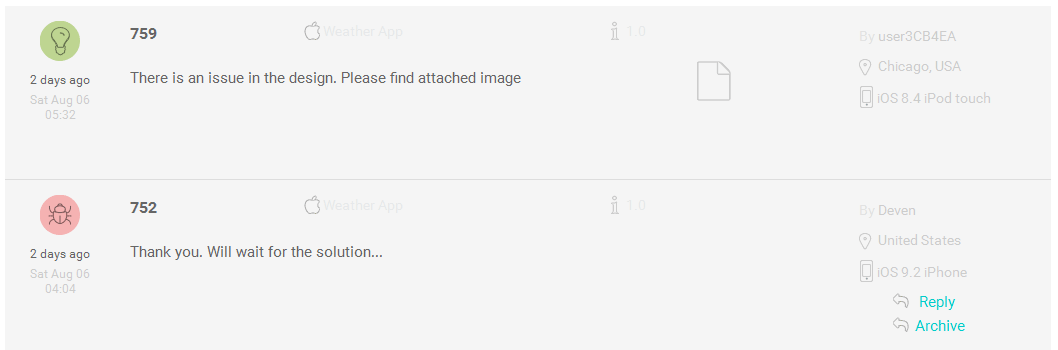 759
Weather App
1.0
By user3CB4EA
Chicago, USA
iOS 8.4 iPod touch
2 days ago
Sat Aug 06
05:32
There is an issue in the design. Please find attached image
752
Weather App
1.0
By Deven
United States
iOS 9.2 iPhone
2 days ago
Sat Aug 06
04:04
Thank you. Will wait for the solution...
Reply
Archive